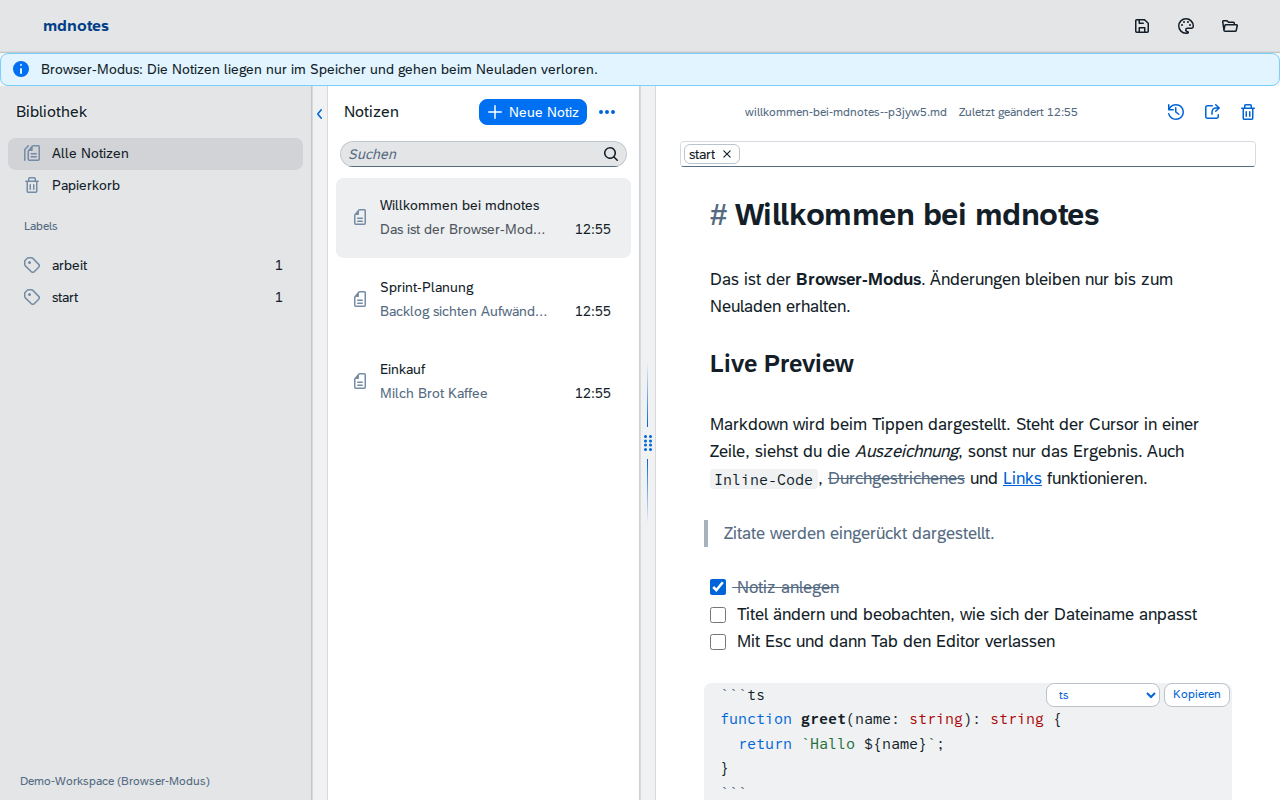 mdnotes
Browser-Modus: Die Notizen liegen nur im Speicher und gehen beim Neuladen verloren.
Bibliothek
Alle Notizen
Papierkorb
Labels
arbeit 1
start 1
Demo-Workspace (Browser-Modus)
Notizen
Neue Notiz
Suchen
Willkommen bei mdnotes
Das ist der Browser-Mod... 12:55
Sprint-Planung
Backlog sichten Aufwänd... 12:55
Einkauf
Milch Brot Kaffee 12:55
willkommen-bei-mdnotes--p3jyw5.md Zuletzt geändert 12:55
start
# Willkommen bei mdnotes
Das ist der Browser-Modus. Änderungen bleiben nur bis zum
Neuladen erhalten.
Live Preview
Markdown wird beim Tippen dargestellt. Steht der Cursor in einer
Zeile, siehst du die Auszeichnung, sonst nur das Ergebnis. Auch
Inline-Code, Durchgestrichenes und Links funktionieren.
Zitate werden eingerückt dargestellt.
Notiz anlegen
Titel ändern und beobachten, wie sich der Dateiname anpasst
Mit Esc und dann Tab den Editor verlassen
```ts
ts Kopieren
function greet(name: string): string {
return `Hallo ${name}`;
}
```